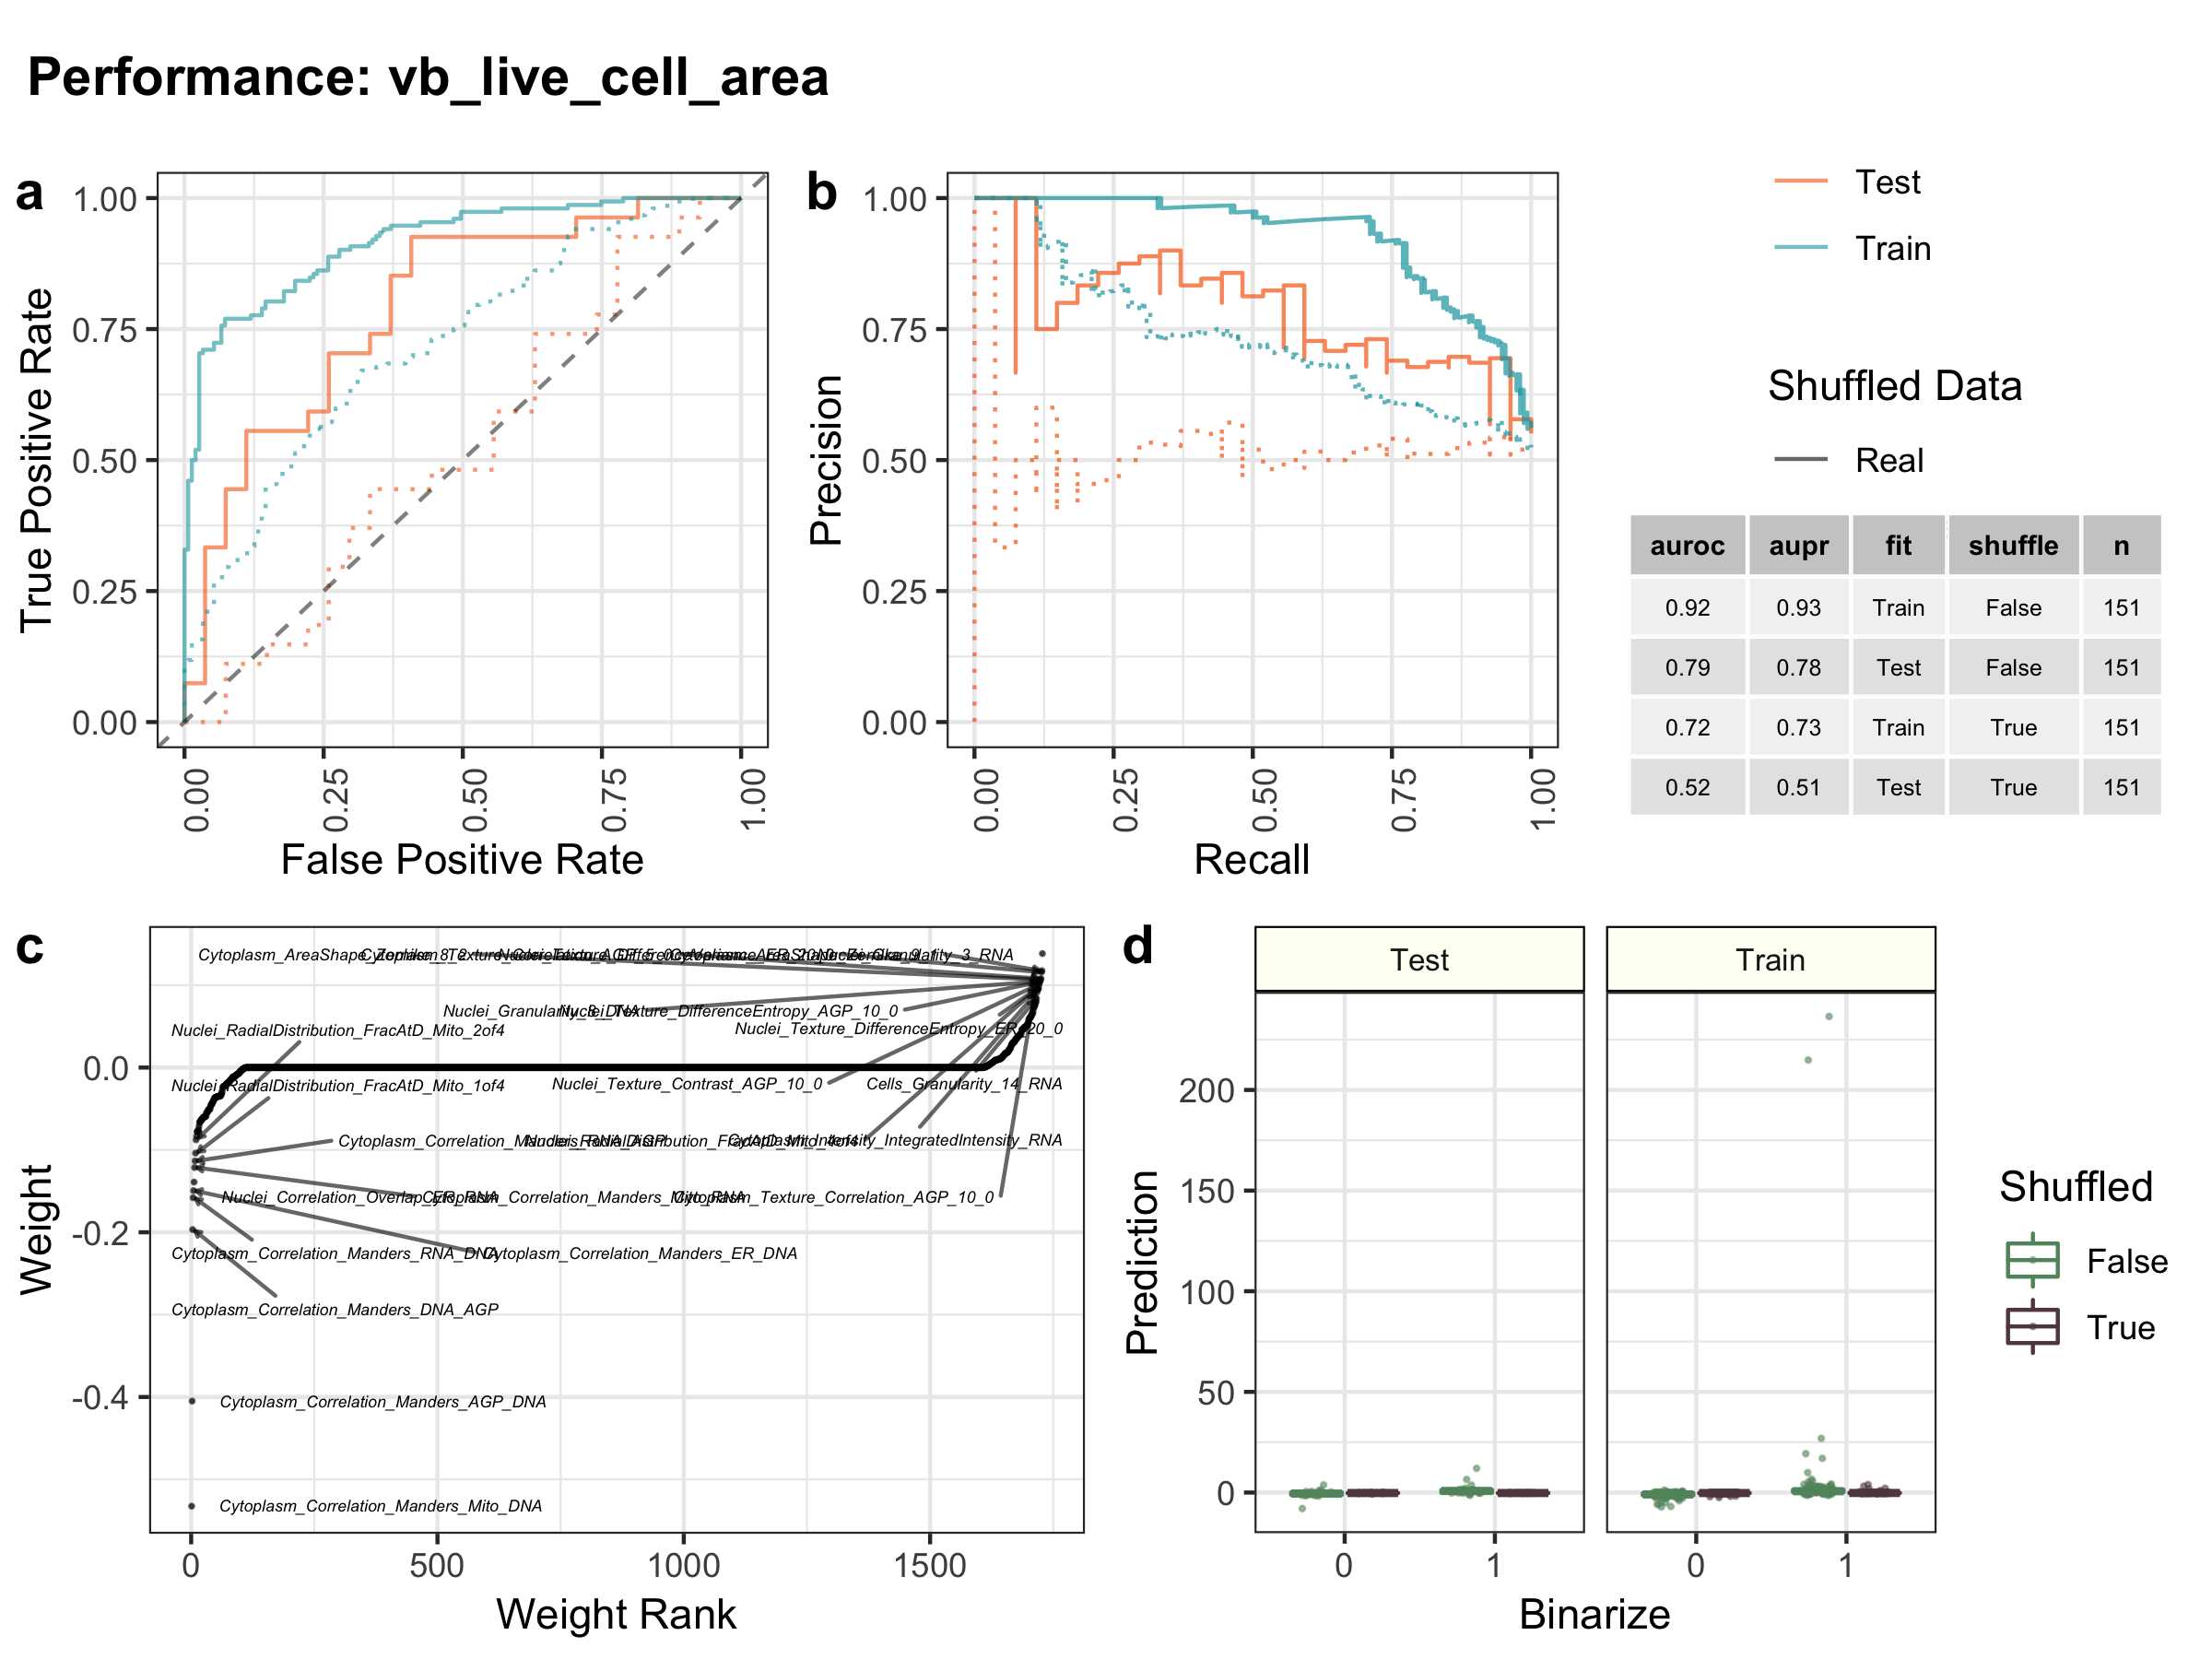 Performance: vb_live_cell_area
a
1.00
0.75
0.50
0.25
0.00
True Positive Rate
0.00
0.25
0.50
0.75
1.00
False Positive Rate
b
1.00
0.75
0.50
0.25
0.00
Precision
0.00
0.25
0.50
0.75
1.00
Recall
Test
Train
Shuffled Data
Real
auroc aupr fit shuffle n
0.92 0.93 Train False 151
0.79 0.78 Test False 151
0.72 0.73 Train True 151
0.52 0.51 Test True 151
c
Nuclei_RadialDistribution_FracAtD_Mito_2of4
Nuclei_Texture_DifferenceEntropy_AGP_10_0
Nuclei_Texture_DifferenceEntropy_ER_20_0
Nuclei_RadialDistribution_FracAtD_Mito_1of4
Nuclei_Texture_Contrast_AGP_10_0
Cells_Granularity_14_RNA
Cytoplasm_Intensity_IntegratedIntensity_RNA
Nuclei_Correlation_Overlap_ER_RNA
Cytoplasm_Correlation_Manders_Mito_RNA
Cytoplasm_Texture_Correlation_AGP_10_0
Cytoplasm_Correlation_Manders_RNA_DNA
Cytoplasm_Correlation_Manders_ER_DNA
Cytoplasm_Correlation_Manders_DNA_AGP
Cytoplasm_Correlation_Manders_AGP_DNA
Cytoplasm_Correlation_Manders_Mito_DNA
0.0
-0.2
-0.4
Weight
0
500
1000
1500
Weight Rank
d
Test
Train
200
150
100
50
0
Prediction
0
1
0
1
Binarize
Shuffled
False
True